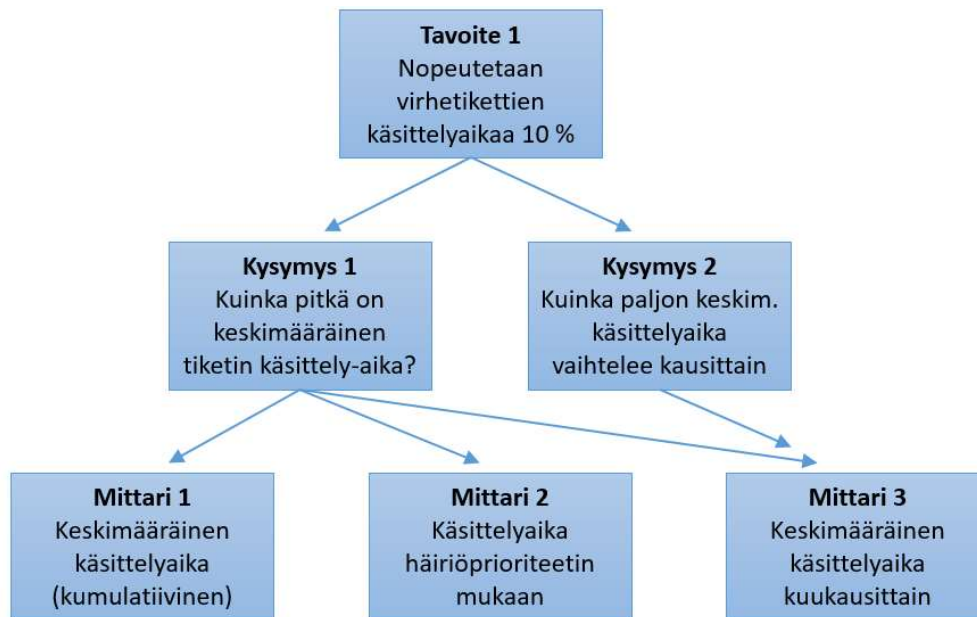 Tavoite 1
Nopeutetaan
virhetikettien
käsittelyaikaa 10 %
Kysymys 1
Kuinka pitkä on
keskimääräinen
tiketin käsittely-aika?
Kysymys 2
Kuinka paljon keskim.
käsittelyaika
vaihtelee kausittain
Mittari 1
Keskimääräinen
käsittelyaika
(kumulatiivinen)
Mittari 2
Käsittelyaika
häiriöprioriteetin
mukaan
Mittari 3
Keskimääräinen
käsittelyaika
kuukausittain